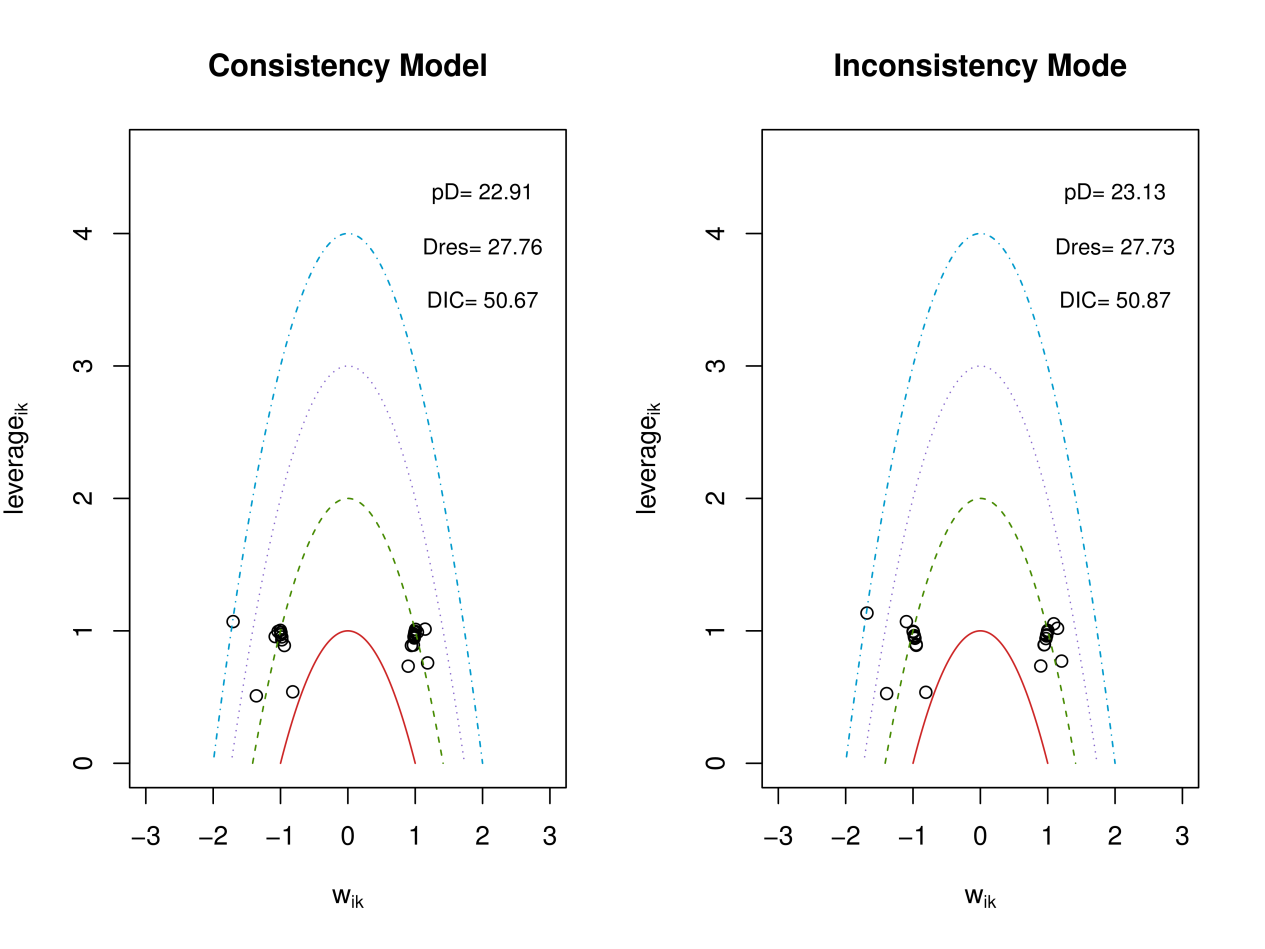 Consistency Model
pD= 22.91
Dres= 27.76
DIC= 50.67
leverage_ik
4
3
2
1
0
−3 −2 −1 0 1 2 3
w_ik
Inconsistency Mode
pD= 23.13
Dres= 27.73
DIC= 50.87
leverage_ik
4
3
2
1
0
−3 −2 −1 0 1 2 3
w_ik